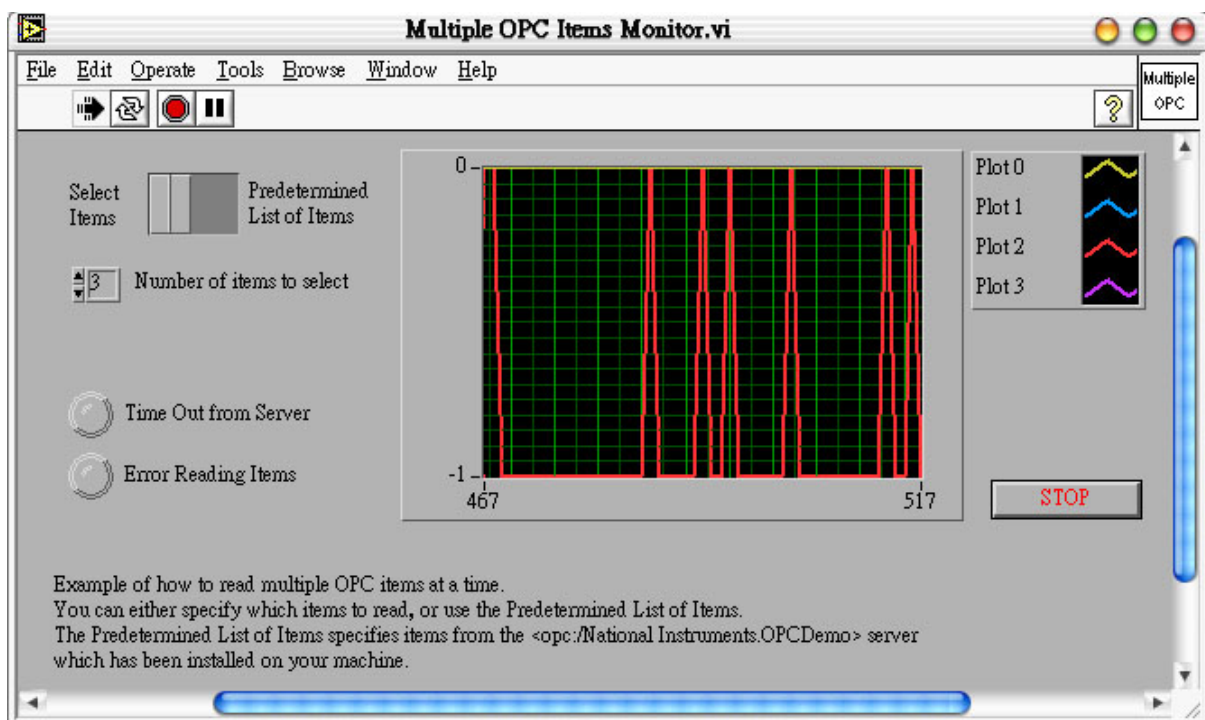 Multiple OPC Items Monitor.vi
File Edit Operate Tools Browse Window Help
Multiple
OPC
?
Select
Items
Predetermined
List of Items
3
Number of items to select
Time Out from Server
Error Reading Items
0
-1
467
517
Plot 0
Plot 1
Plot 2
Plot 3
STOP
Example of how to read multiple OPC items at a time.
You can either specify which items to read, or use the Predetermined List of Items.
The Predetermined List of Items specifies items from the <opc:/National Instruments.OPCDemo> server
which has been installed on your machine.